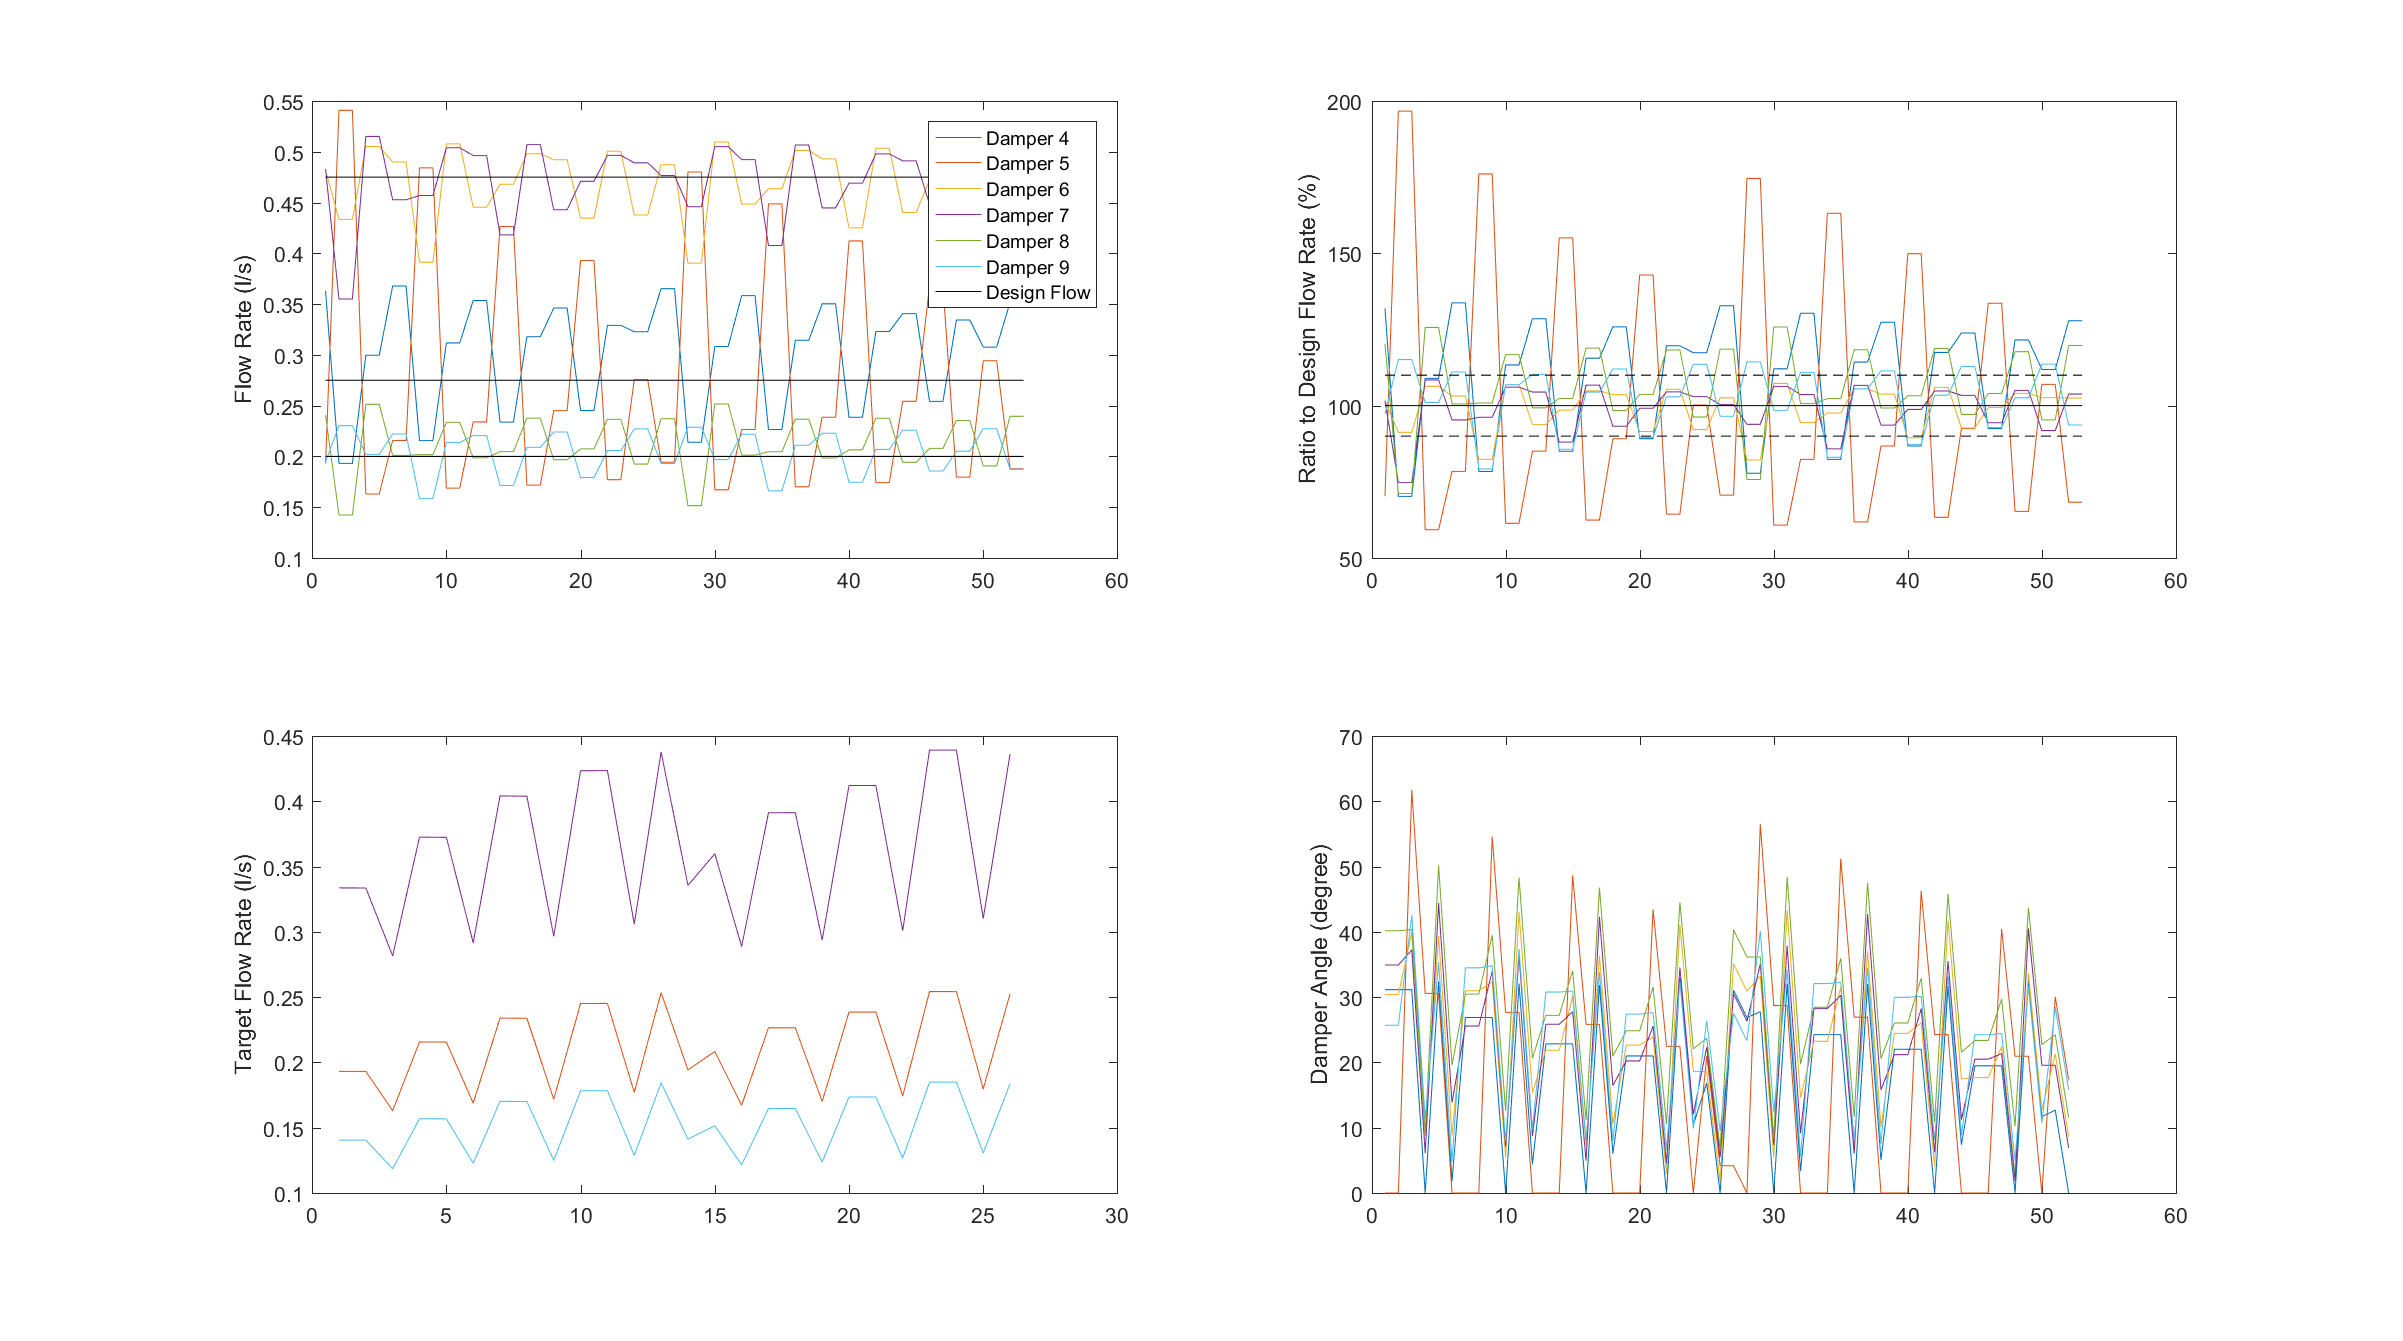 Flow Rate (l/s)
0.55
0.5
0.45
0.4
0.35
0.3
0.25
0.2
0.15
0.1
0 10 20 30 40 50 60
Damper 4
Damper 5
Damper 6
Damper 7
Damper 8
Damper 9
Design Flow
Ratio to Design Flow Rate (%)
200
150
100
50
0 10 20 30 40 50 60
Target Flow Rate (l/s)
0.45
0.4
0.35
0.3
0.25
0.2
0.15
0.1
0 5 10 15 20 25 30
Damper Angle (degree)
70
60
50
40
30
20
10
0
0 10 20 30 40 50 60